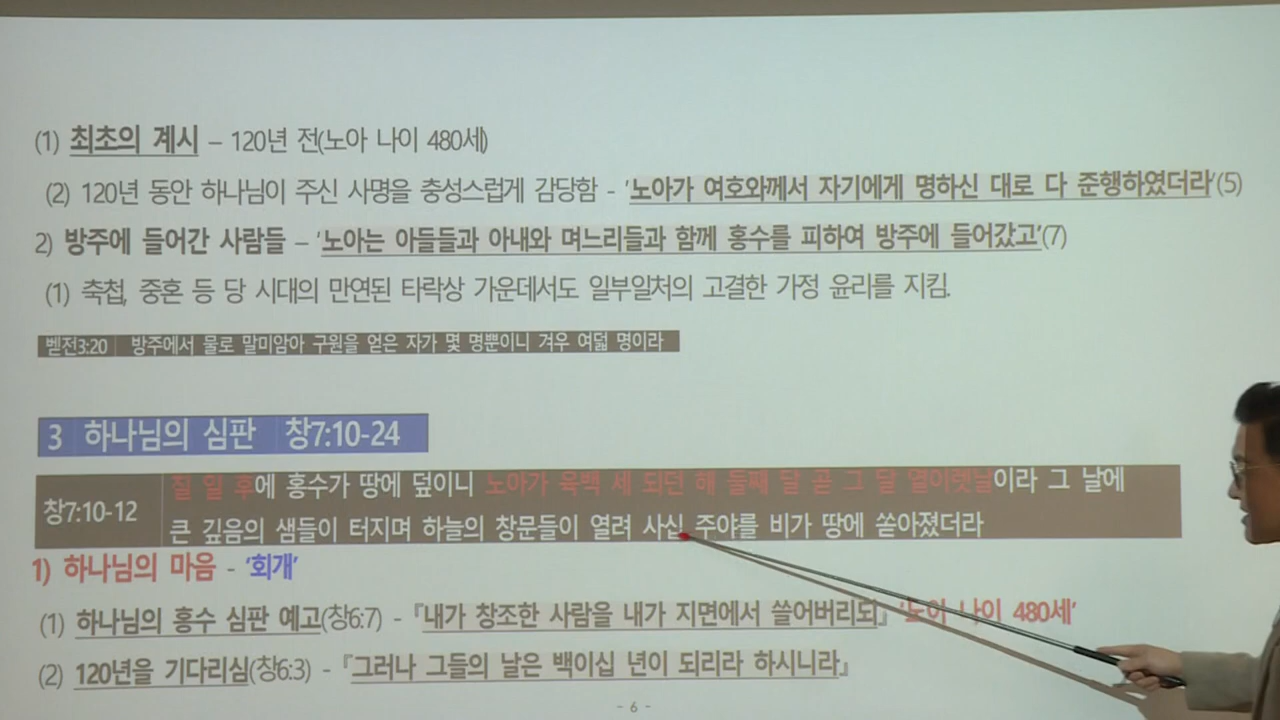 (1) 최초의 계시 – 120년 전(노아 나이 480세)
(2) 120년 동안 하나님이 주신 사명을 충성스럽게 감당함 - '노아가 여호와께서 자기에게 명하신 대로 다 준행하였더라'(5)
2) 방주에 들어간 사람들 – '노아는 아들들과 아내와 며느리들과 함께 홍수를 피하여 방주에 들어갔고'(7)
(1) 축첩, 중혼 등 당 시대의 만연된 타락상 가운데서도 일부일처의 고결한 가정 윤리를 지킴.
벧전3:20 방주에서 물로 말미암아 구원을 얻은 자가 몇 명뿐이니 겨우 여덟 명이라
3 하나님의 심판 창7:10-24
창7:10-12 칠 일 후에 홍수가 땅에 덮이니 노아가 육백 세 되던 해 둘째 달 곧 그 달 열이렛날이라 그 날에
큰 깊음의 샘들이 터지며 하늘의 창문들이 열려 사십 주야를 비가 땅에 쏟아졌더라
1) 하나님의 마음 - '회개'
(1) 하나님의 홍수 심판 예고(창6:7) - 『내가 창조한 사람을 내가 지면에서 쓸어버리되』 '노아 나이 480세'
(2) 120년을 기다리심(창6:3) - 『그러나 그들의 날은 백이십 년이 되리라 하시니라』
- 6 -